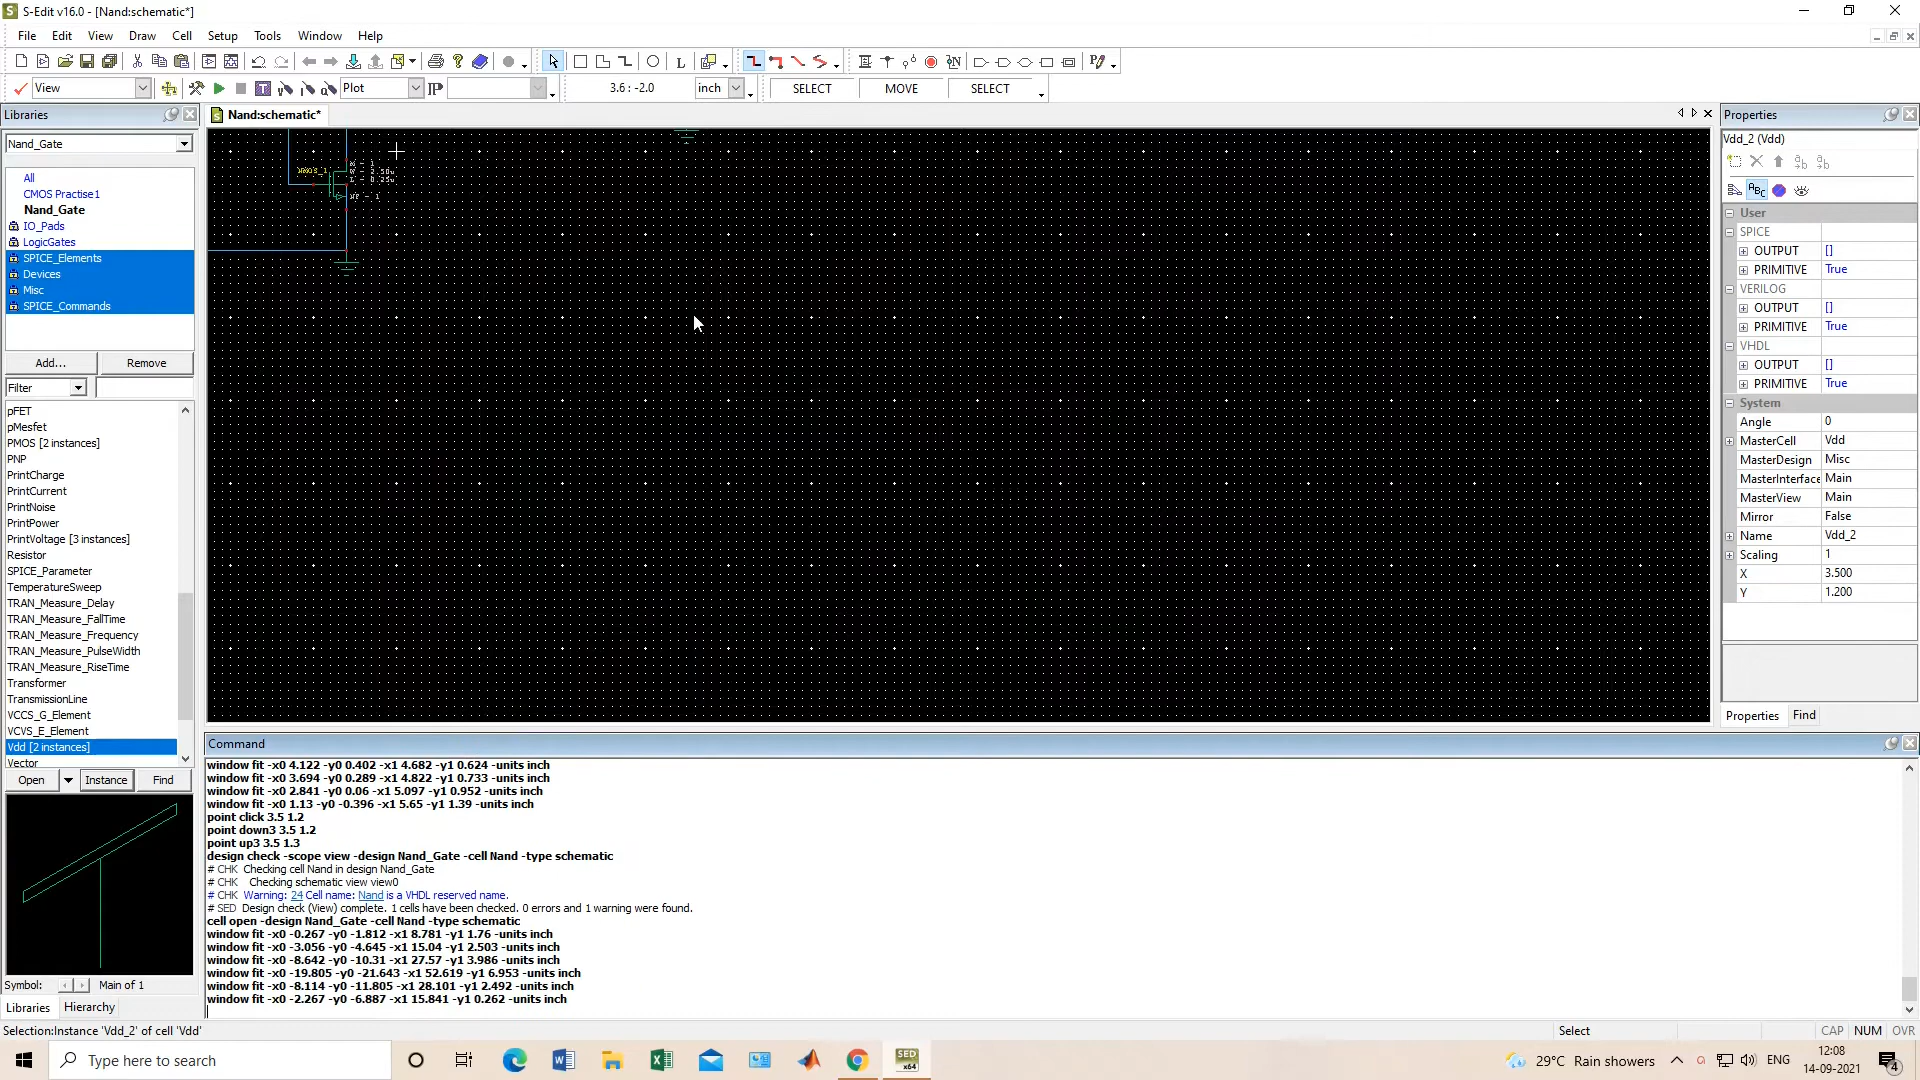 S-Edit v16.0 - [Nand:schematic*]
File Edit View Draw Cell Setup Tools Window Help
View Plot 3.6 : -2.0 inch SELECT MOVE SELECT
Libraries
Nand:schematic*
Properties
Nand_Gate
Vdd_2 (Vdd)
All
CMOS Practise1
Nand_Gate
IO_Pads
LogicGates
SPICE_Elements
Devices
Misc
SPICE_Commands
Add... Remove
Filter
pFET
pMesfet
PMOS [2 instances]
PNP
PrintCharge
PrintCurrent
PrintNoise
PrintPower
PrintVoltage [3 instances]
Resistor
SPICE_Parameter
TemperatureSweep
TRAN_Measure_Delay
TRAN_Measure_FallTime
TRAN_Measure_Frequency
TRAN_Measure_PulseWidth
TRAN_Measure_RiseTime
Transformer
TransmissionLine
VCCS_G_Element
VCVS_E_Element
Vdd [2 instances]
Vector
Open Instance Find
Symbol: Main of 1
Libraries Hierarchy
NMOS_1
M = 1
W = 2.50u
L = 0.25u
NF = 1
User
SPICE
OUTPUT []
PRIMITIVE True
VERILOG
OUTPUT []
PRIMITIVE True
VHDL
OUTPUT []
PRIMITIVE True
System
Angle 0
MasterCell Vdd
MasterDesign Misc
MasterInterface Main
MasterView Main
Mirror False
Name Vdd_2
Scaling 1
X 3.500
Y 1.200
Properties Find
Command
window fit -x0 4.122 -y0 0.402 -x1 4.682 -y1 0.624 -units inch
window fit -x0 3.694 -y0 0.289 -x1 4.822 -y1 0.733 -units inch
window fit -x0 2.841 -y0 0.06 -x1 5.097 -y1 0.952 -units inch
window fit -x0 1.13 -y0 -0.396 -x1 5.65 -y1 1.39 -units inch
point click 3.5 1.2
point down3 3.5 1.2
point up3 3.5 1.3
design check -scope view -design Nand_Gate -cell Nand -type schematic
# CHK Checking cell Nand in design Nand_Gate
# CHK Checking schematic view view0
# CHK Warning: 24 Cell name: Nand is a VHDL reserved name.
# SED Design check (View) complete. 1 cells have been checked. 0 errors and 1 warning were found.
cell open -design Nand_Gate -cell Nand -type schematic
window fit -x0 -0.267 -y0 -1.812 -x1 8.781 -y1 1.76 -units inch
window fit -x0 -3.056 -y0 -4.645 -x1 15.04 -y1 2.503 -units inch
window fit -x0 -8.642 -y0 -10.31 -x1 27.57 -y1 3.986 -units inch
window fit -x0 -19.805 -y0 -21.643 -x1 52.619 -y1 6.953 -units inch
window fit -x0 -8.114 -y0 -11.805 -x1 28.101 -y1 2.492 -units inch
window fit -x0 -2.267 -y0 -6.887 -x1 15.841 -y1 0.262 -units inch
Selection:Instance 'Vdd_2' of cell 'Vdd'
Select
CAP NUM OVR
Type here to search
SED
x64
29°C Rain showers
ENG
12:08
14-09-2021
4